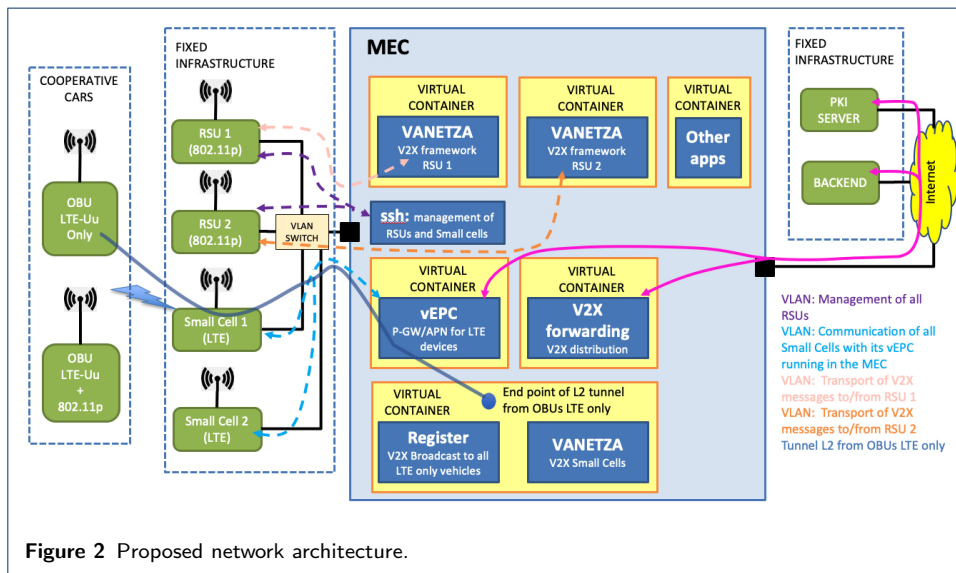 COOPERATIVE
CARS
OBU
LTE-Uu
Only
OBU
LTE-Uu
+
802.11p
FIXED
INFRASTRUCTURE
RSU 1
(802.11p)
RSU 2
(802.11p)
VLAN
SWITCH
Small Cell 1
(LTE)
Small Cell 2
(LTE)
MEC
VIRTUAL
CONTAINER
VANETZA
V2X framework
RSU 1
VIRTUAL
CONTAINER
VANETZA
V2X framework
RSU 2
VIRTUAL
CONTAINER
Other
apps
ssh: management of
RSUs and Small cells
VIRTUAL
CONTAINER
vEPC
P-GW/APN for LTE
devices
VIRTUAL
CONTAINER
V2X
forwarding
V2X distribution
VIRTUAL
CONTAINER
End point of L2 tunnel
from OBUs LTE only
Register
V2X Broadcast to all
LTE only vehicles
VANETZA
V2X Small Cells
FIXED
INFRASTRUCTURE
PKI
SERVER
BACKEND
Internet
VLAN: Management of all
RSUs
VLAN: Communication of all
Small Cells with its vEPC
running in the MEC
VLAN: Transport of V2X
messages to/from RSU 1
VLAN: Transport of V2X
messages to/from RSU 2
Tunnel L2 from OBUs LTE only
Figure 2 Proposed network architecture.